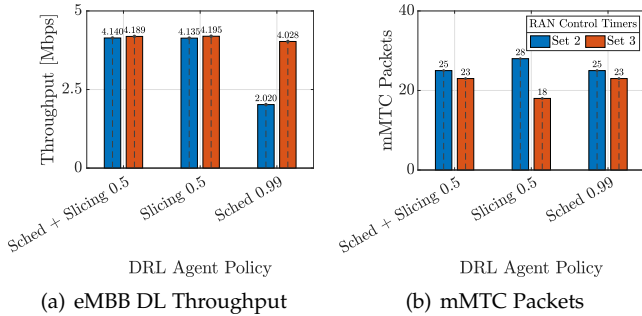 Throughput [Mbps]
5
2.5
0
4.140
4.189
4.135
4.195
2.020
4.028
Sched + Slicing 0.5
Slicing 0.5
Sched 0.99
DRL Agent Policy
(a) eMBB DL Throughput
mMTC Packets
40
20
0
RAN Control Timers
Set 2
Set 3
25
23
28
18
25
23
Sched + Slicing 0.5
Slicing 0.5
Sched 0.99
DRL Agent Policy
(b) mMTC Packets